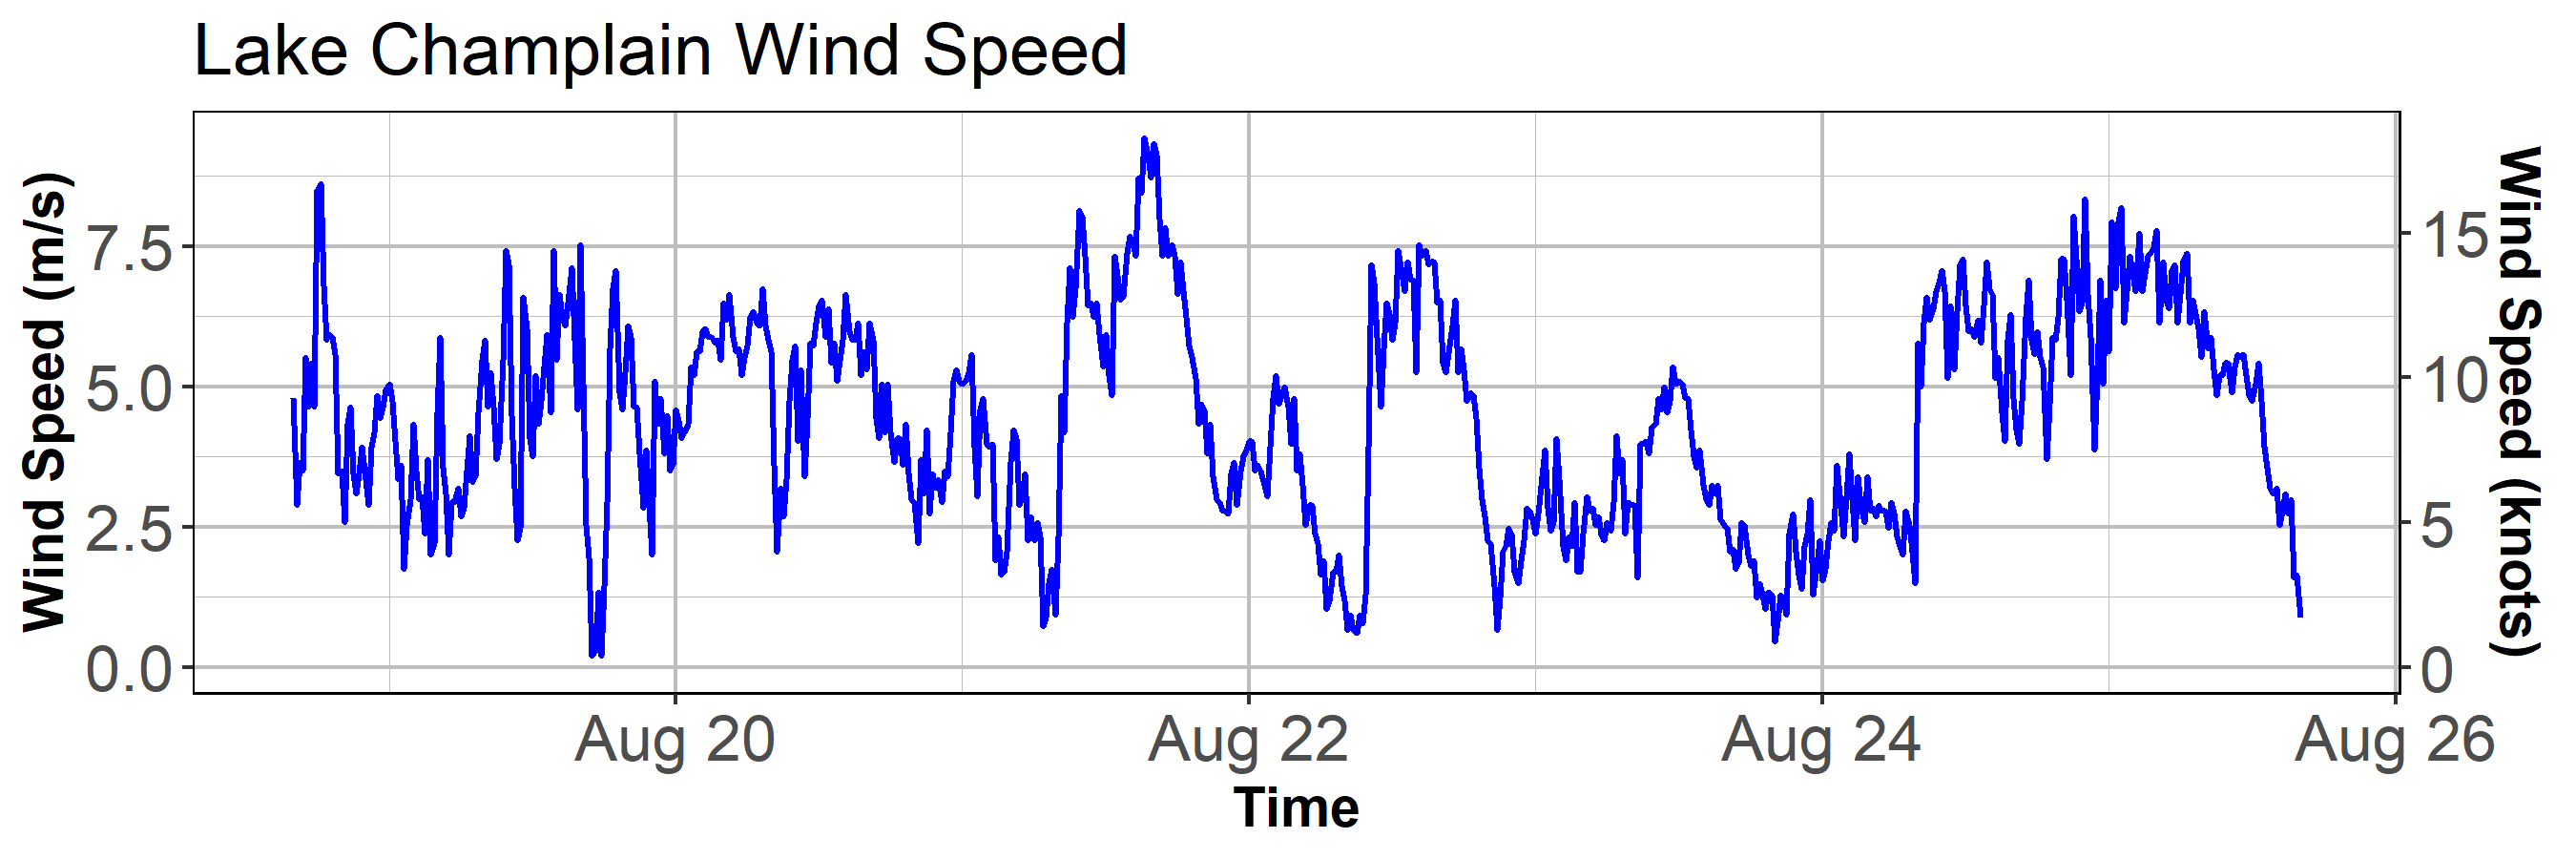 Lake Champlain Wind Speed
Wind Speed (m/s)
7.5
5.0
2.5
0.0
15
10
5
0
Wind Speed (knots)
Aug 20
Aug 22
Aug 24
Aug 26
Time